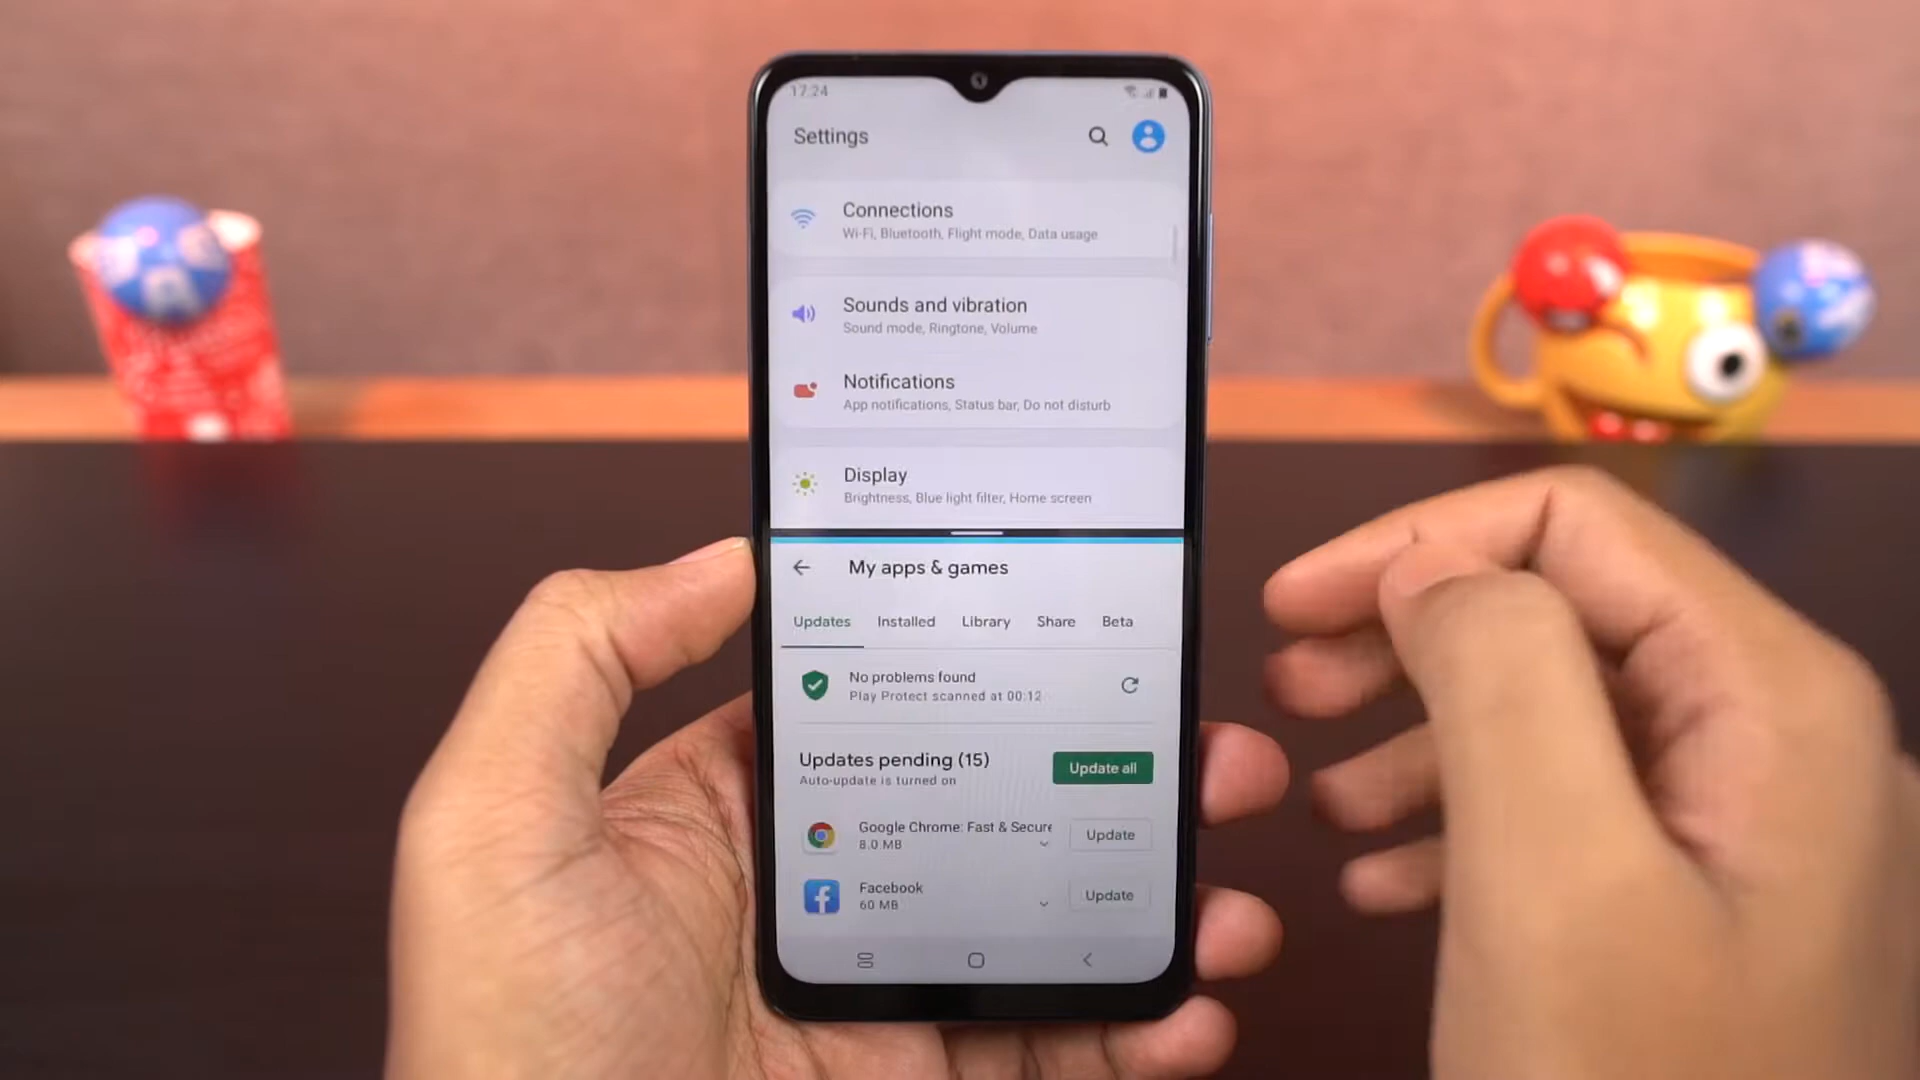 17:24
Settings
Connections
Wi-Fi, Bluetooth, Flight mode, Data usage
Sounds and vibration
Sound mode, Ringtone, Volume
Notifications
App notifications, Status bar, Do not disturb
Display
Brightness, Blue light filter, Home screen
My apps & games
Updates Installed Library Share Beta
No problems found
Play Protect scanned at 00:12
Updates pending (15)
Update all
Auto-update is turned on
Google Chrome: Fast & Secure
8.0 MB
Update
Facebook
60 MB
Update